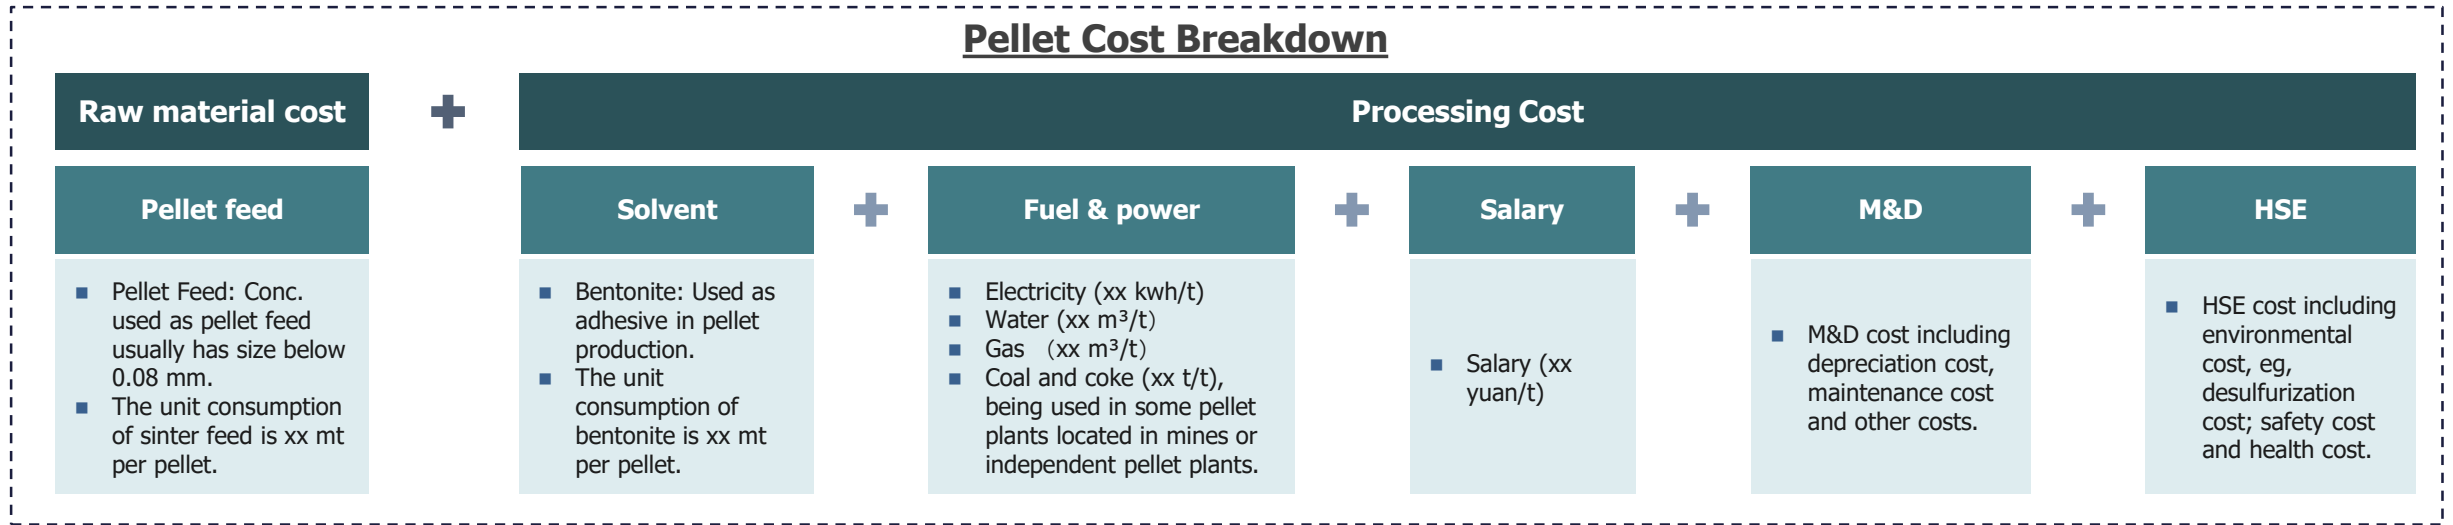 Pellet Cost Breakdown
Raw material cost
Processing Cost
Pellet feed
Solvent
Fuel & power
Salary
M&D
HSE
■ Pellet Feed: Conc.
used as pellet feed
usually has size below
0.08 mm.
■ The unit consumption
of sinter feed is xx mt
per pellet.
■ Bentonite: Used as
adhesive in pellet
production.
■ The unit
consumption of
bentonite is xx mt
per pellet.
■ Electricity (xx kwh/t)
■ Water (xx m³/t）
■ Gas （xx m³/t）
■ Coal and coke (xx t/t),
being used in some pellet
plants located in mines or
independent pellet plants.
■ Salary (xx
yuan/t)
■ M&D cost including
depreciation cost,
maintenance cost
and other costs.
■ HSE cost including
environmental
cost, eg,
desulfurization
cost; safety cost
and health cost.